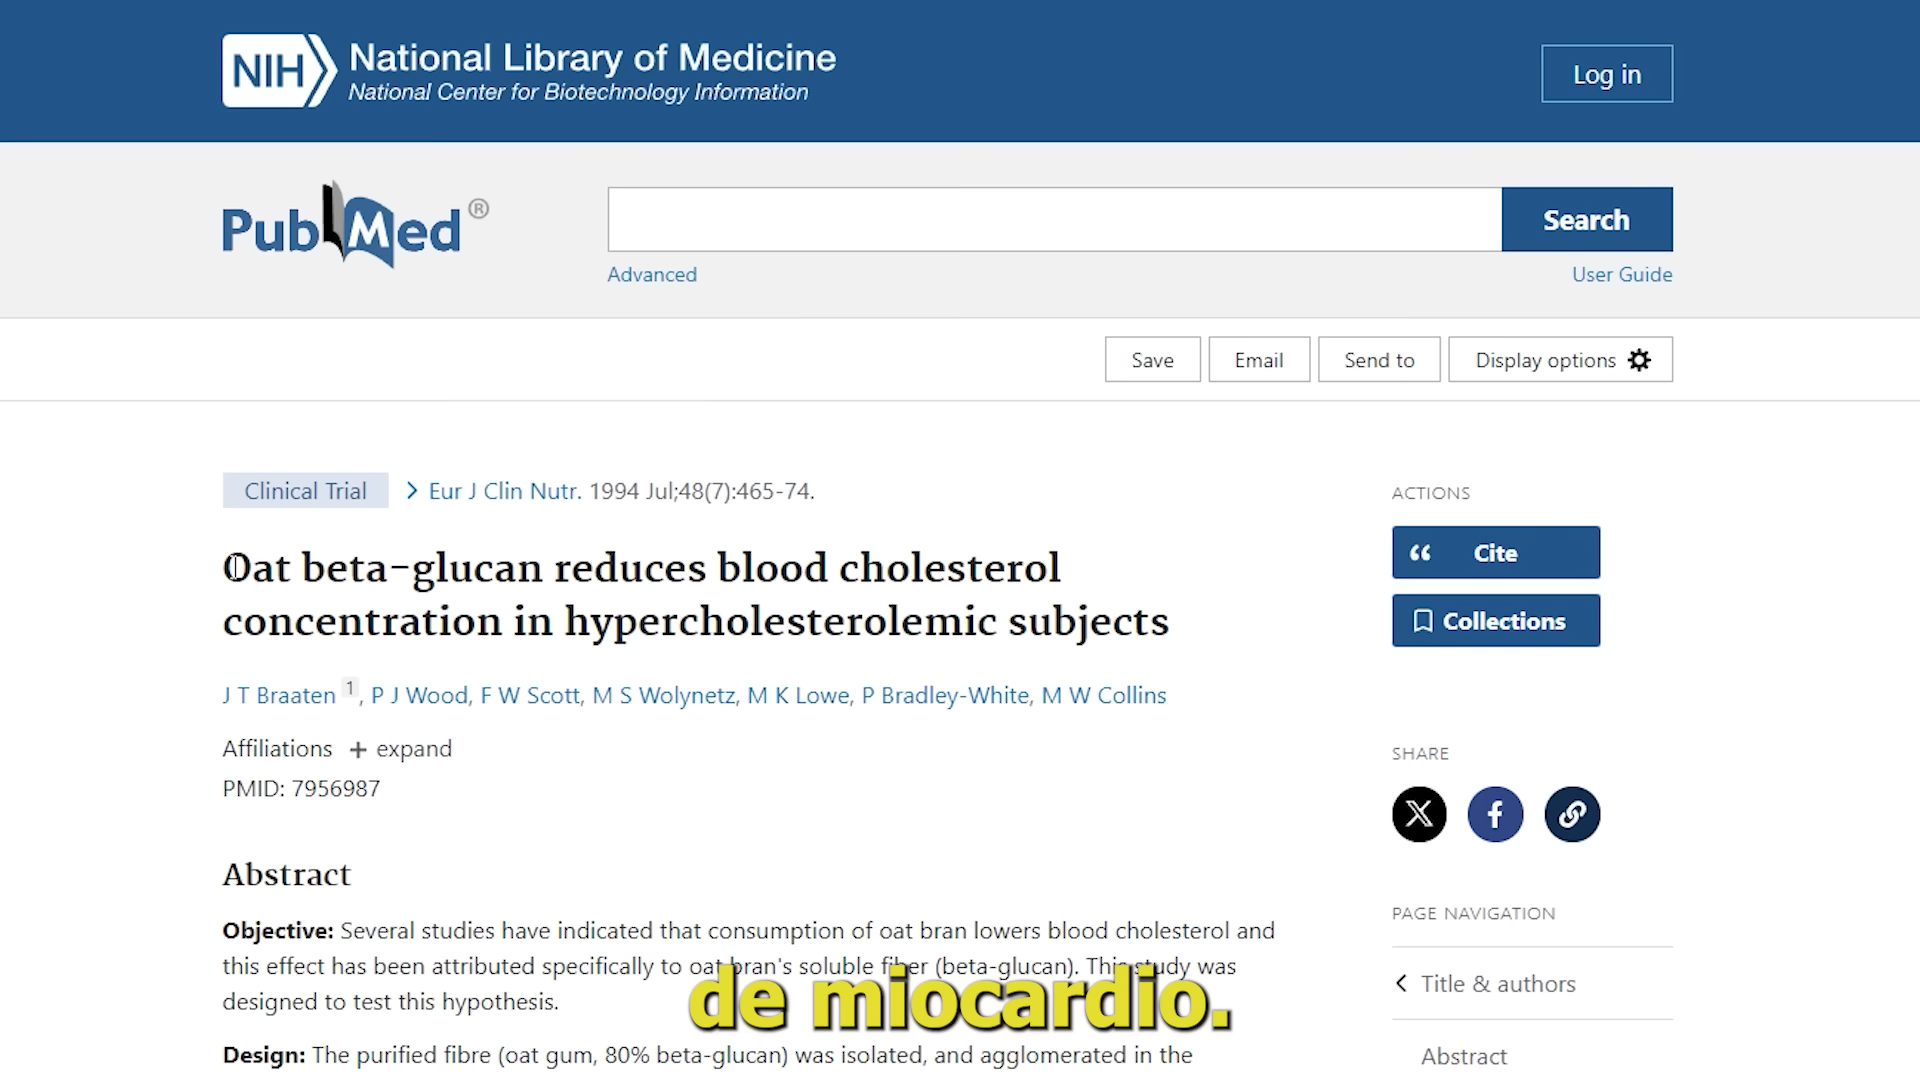 NIH National Library of Medicine
National Center for Biotechnology Information
Log in
PubMed®
Search
Advanced
User Guide
Save
Email
Send to
Display options
Clinical Trial
Eur J Clin Nutr. 1994 Jul;48(7):465-74.
Oat beta-glucan reduces blood cholesterol
concentration in hypercholesterolemic subjects
J T Braaten 1, P J Wood, F W Scott, M S Wolynetz, M K Lowe, P Bradley-White, M W Collins
Affiliations + expand
PMID: 7956987
Abstract
Objective: Several studies have indicated that consumption of oat bran lowers blood cholesterol and
this effect has been attributed specifically to oat bran's soluble fiber (beta-glucan). This study was
designed to test this hypothesis.
de miocardio.
Design: The purified fibre (oat gum, 80% beta-glucan) was isolated, and agglomerated in the
ACTIONS
Cite
Collections
SHARE
PAGE NAVIGATION
Title & authors
Abstract